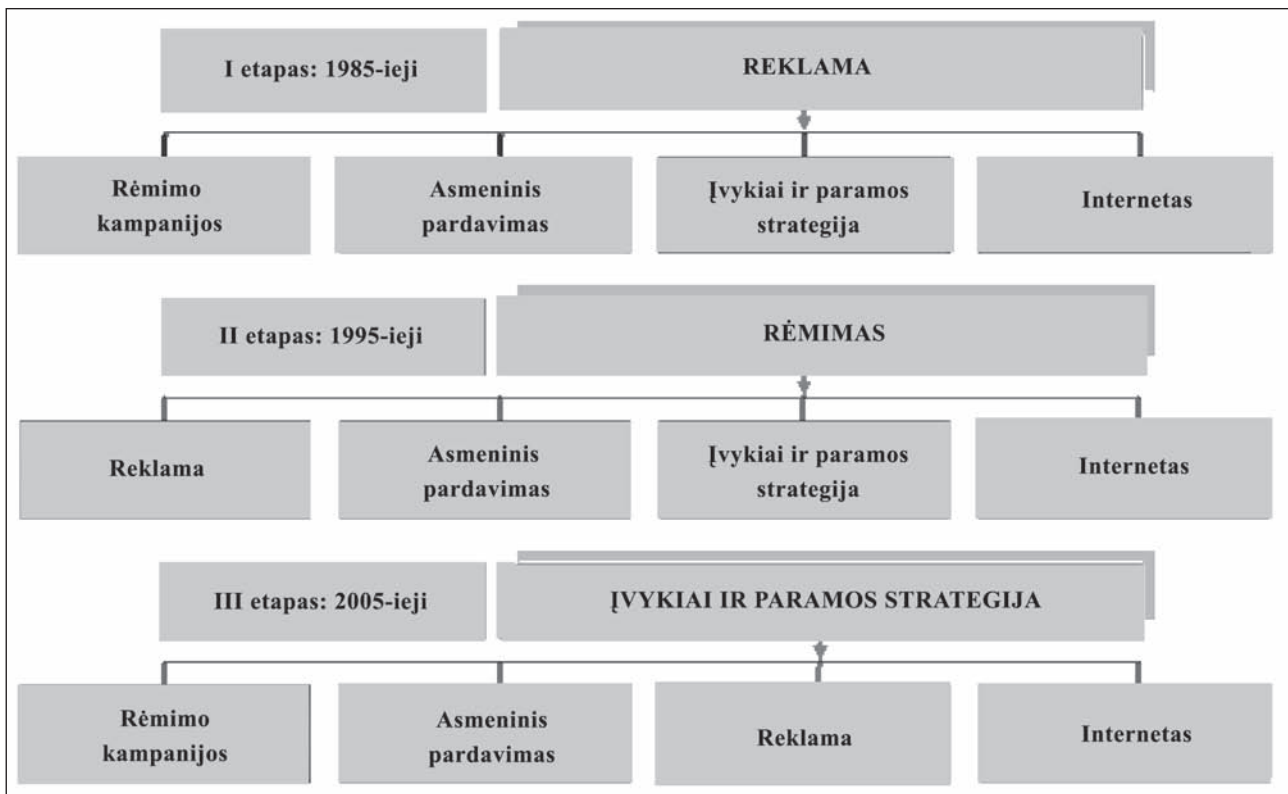 I etapas: 1985-ieji
REKLAMA
Rėmimo
kampanijos
Asmeninis
pardavimas
Įvykiai ir paramos
strategija
Internetas
II etapas: 1995-ieji
RĖMIMAS
Reklama
Asmeninis
pardavimas
Įvykiai ir paramos
strategija
Internetas
III etapas: 2005-ieji
ĮVYKIAI IR PARAMOS STRATEGIJA
Rėmimo
kampanijos
Asmeninis
pardavimas
Reklama
Internetas